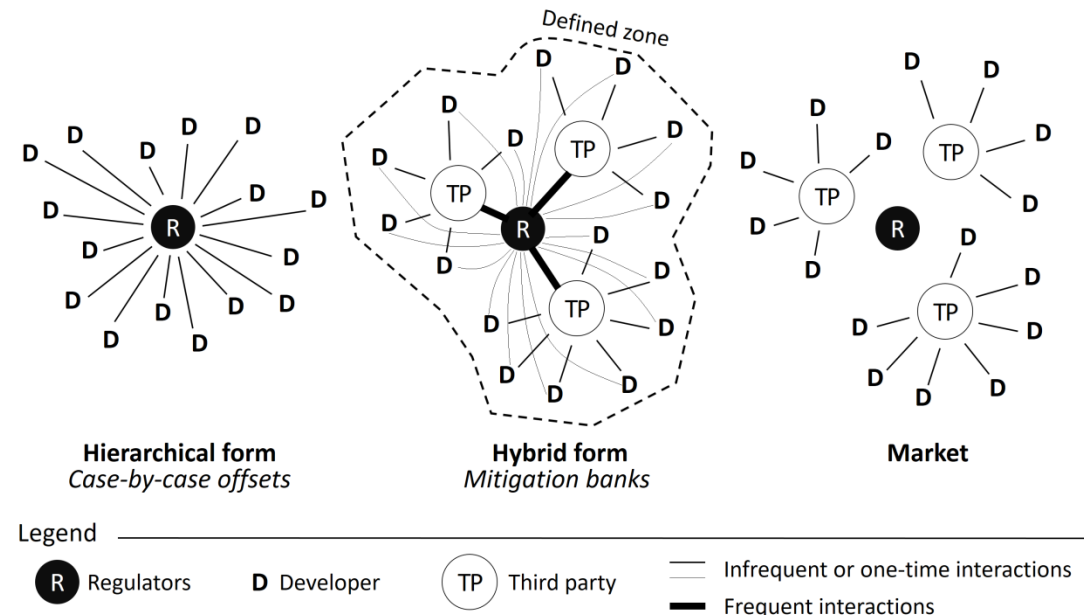 D
D
D
D
D
D
D
D
R
D
D
D
D
D
D
D
D
Defined zone
D
D
D
D
D
TP
D
TP
D
D
R
D
D
D
TP
D
D
D
D
D
D
D
D
D
D
TP
TP
D
D
R
D
D
D
TP
D
D
D
D
D
Hierarchical form
Case-by-case offsets
Hybrid form
Mitigation banks
Market
Legend
R Regulators
D Developer
TP Third party
Infrequent or one-time interactions
Frequent interactions